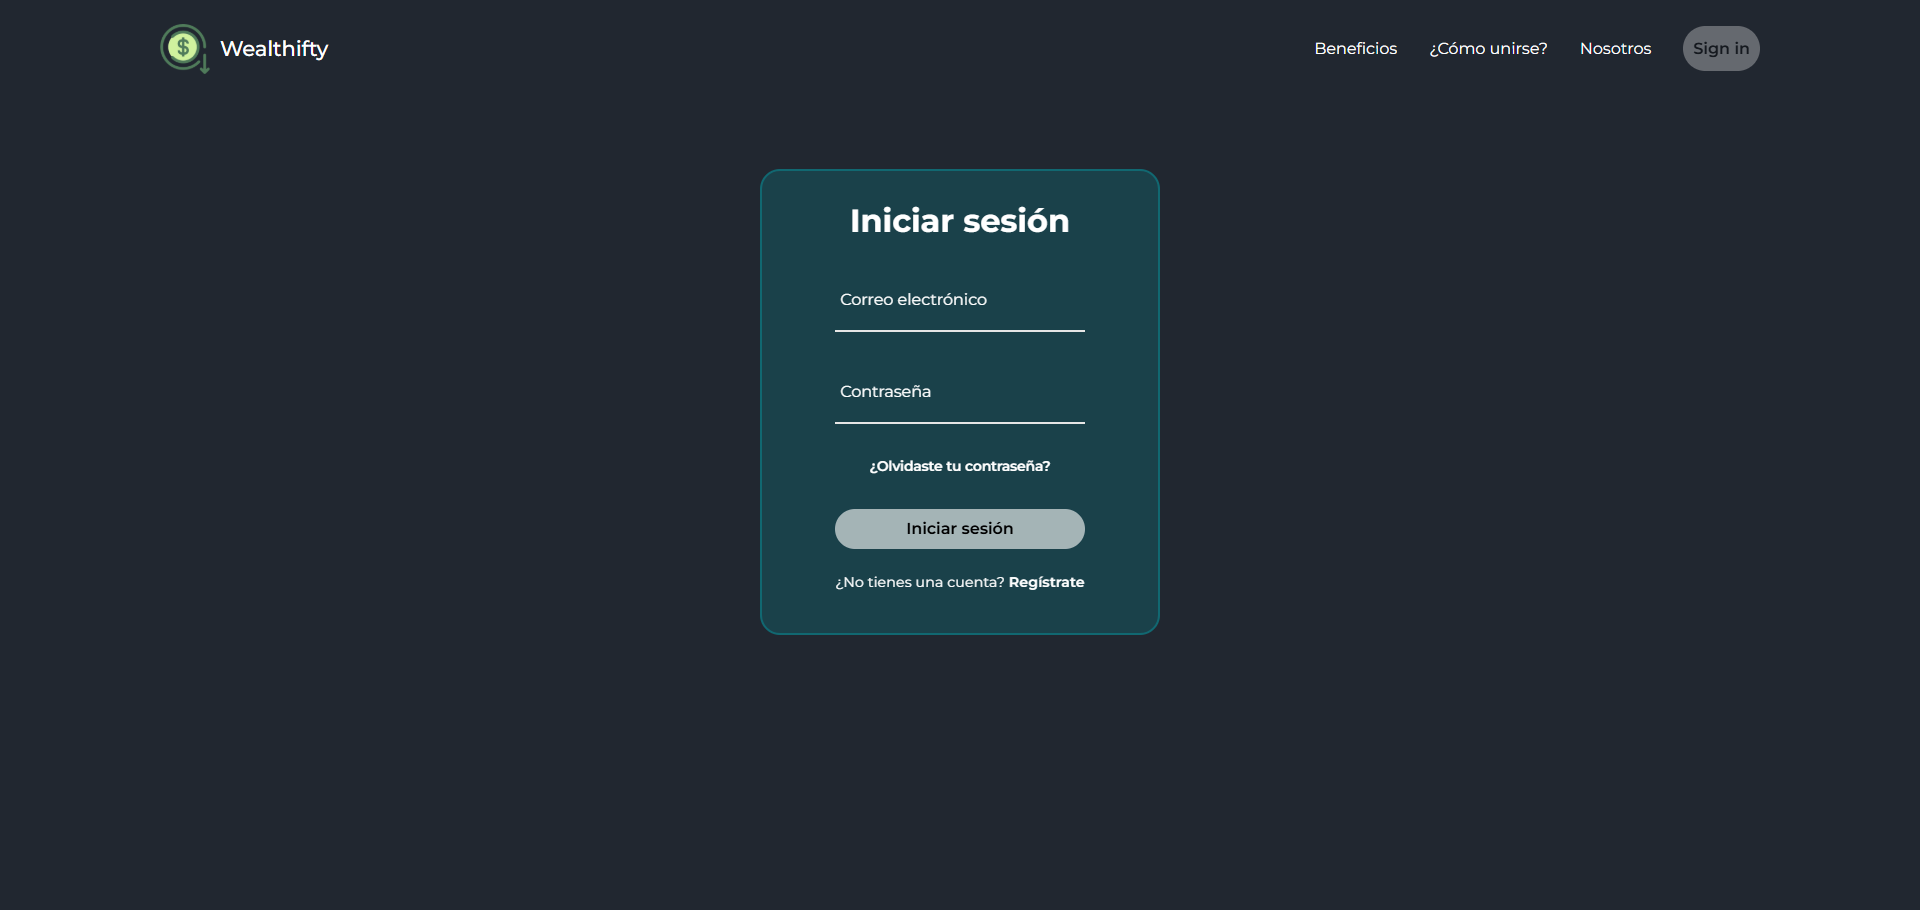 $ Wealthifty
Beneficios ¿Cómo unirse? Nosotros Sign in
Iniciar sesión
Correo electrónico
Contraseña
¿Olvidaste tu contraseña?
Iniciar sesión
¿No tienes una cuenta? Regístrate